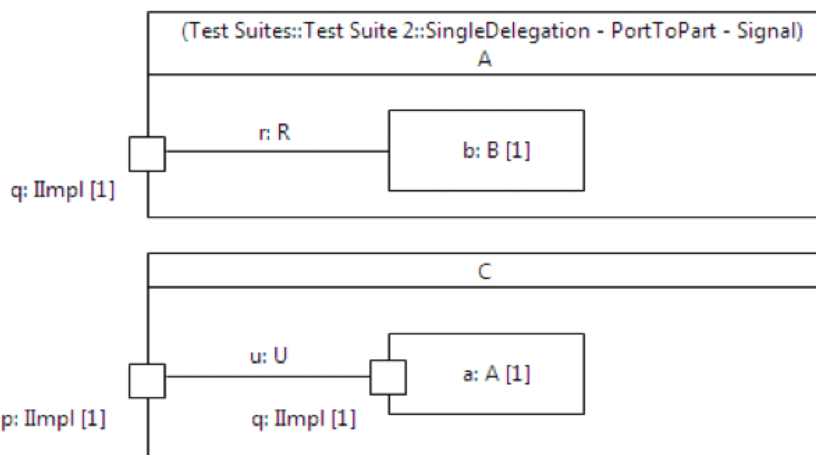 (Test Suites::Test Suite 2::SingleDelegation - PortToPart - Signal)
A
r: R
b: B [1]
q: IImpl [1]
C
u: U
a: A [1]
p: IImpl [1]
q: IImpl [1]